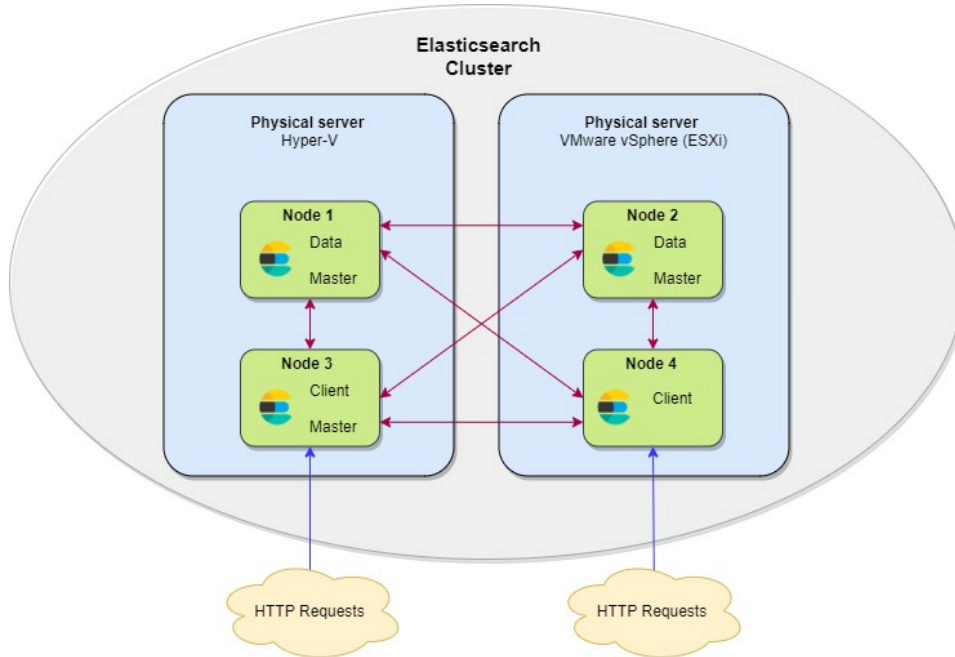 Elasticsearch
Cluster
Physical server
Hyper-V
Physical server
VMware vSphere (ESXi)
Node 1
Data
Master
Node 2
Data
Master
Node 3
Client
Master
Node 4
Client
HTTP Requests
HTTP Requests